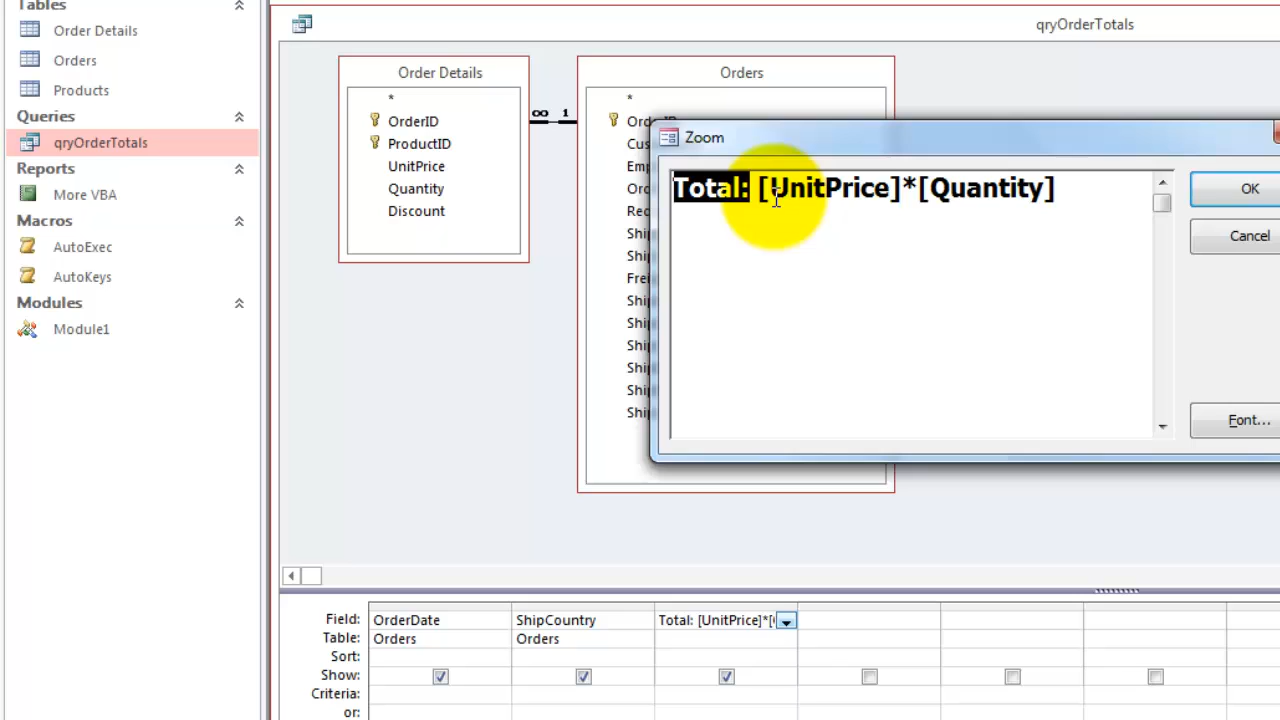 Tables
Order Details
Orders
Products
Queries
qryOrderTotals
Reports
More VBA
Macros
AutoExec
AutoKeys
Modules
Module1
qryOrderTotals
Order Details
*
OrderID
ProductID
UnitPrice
Quantity
Discount
∞ 1
Orders
*
Zoom
Total: [UnitPrice]*[Quantity]
OK
Cancel
Font...
Field: OrderDate ShipCountry Total: [UnitPrice]*[
Table: Orders Orders
Sort:
Show:
Criteria:
or: